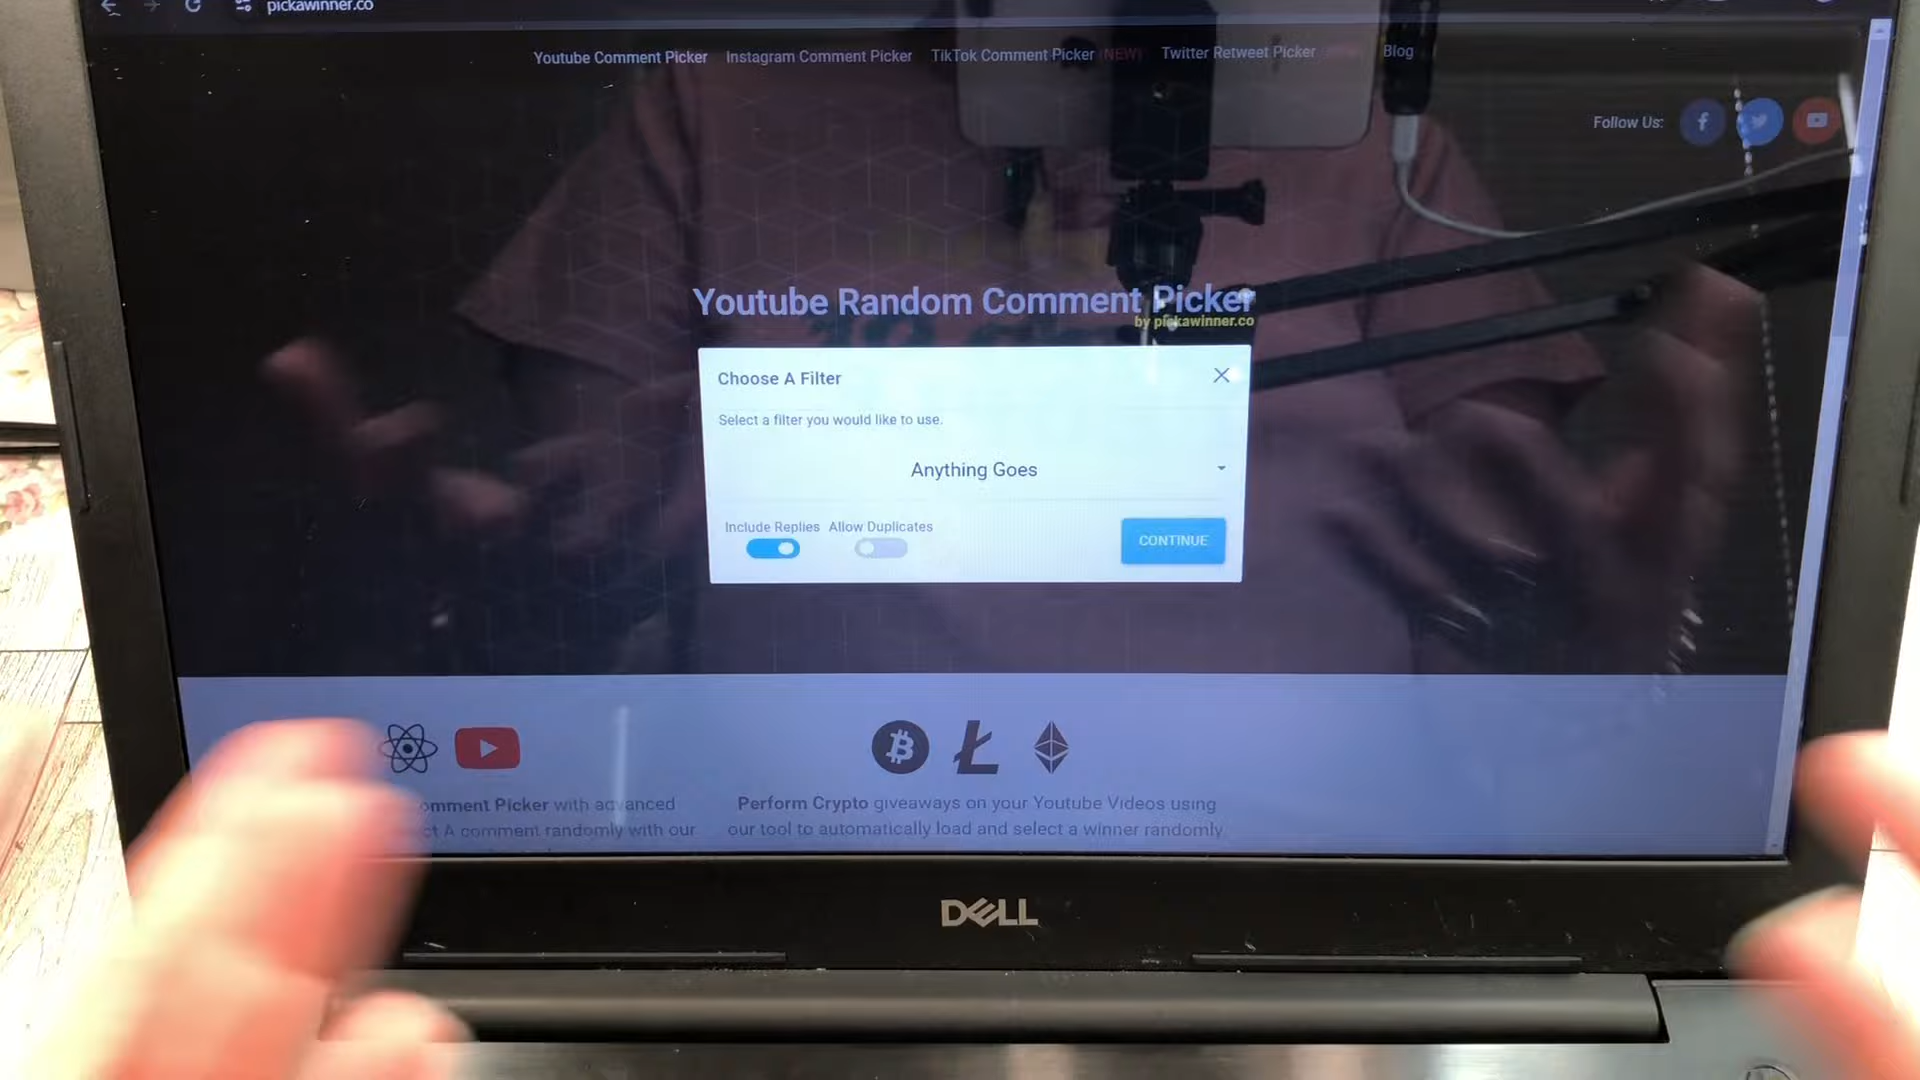 pickawinner.co
Youtube Comment Picker Instagram Comment Picker TikTok Comment Picker (NEW) Twitter Retweet Picker Blog
Follow Us:
Youtube Random Comment Picker
by pickawinner.co
Choose A Filter
Select a filter you would like to use.
Anything Goes
Include Replies Allow Duplicates
CONTINUE
omment Picker with advanced
ct A comment randomly with our
Perform Crypto giveaways on your Youtube Videos using
our tool to automatically load and select a winner randomly
DELL